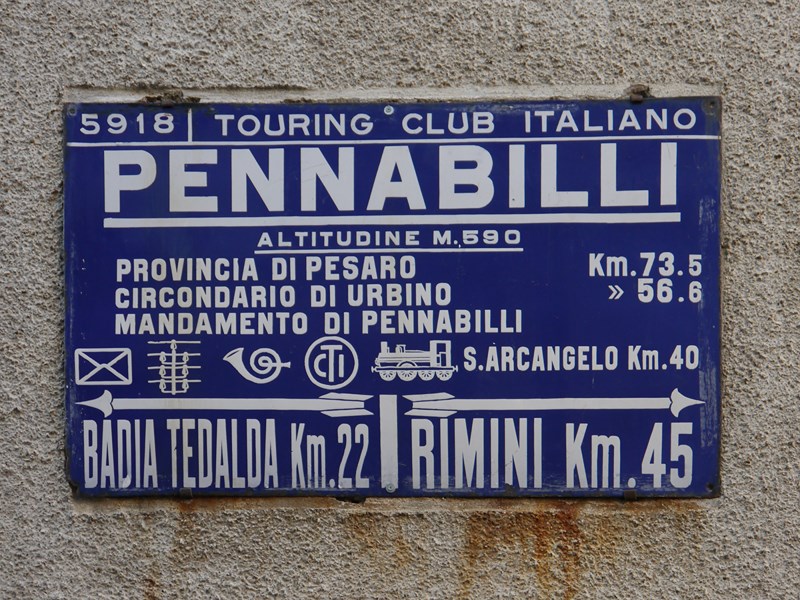 5918 TOURING CLUB ITALIANO
PENNABILLI
ALTITUDINE M.590
PROVINCIA DI PESARO Km.73.5
CIRCONDARIO DI URBINO » 56.6
MANDAMENTO DI PENNABILLI
CTI S.ARCANGELO Km.40
BADIA TEDALDA Km.22 RIMINI Km.45